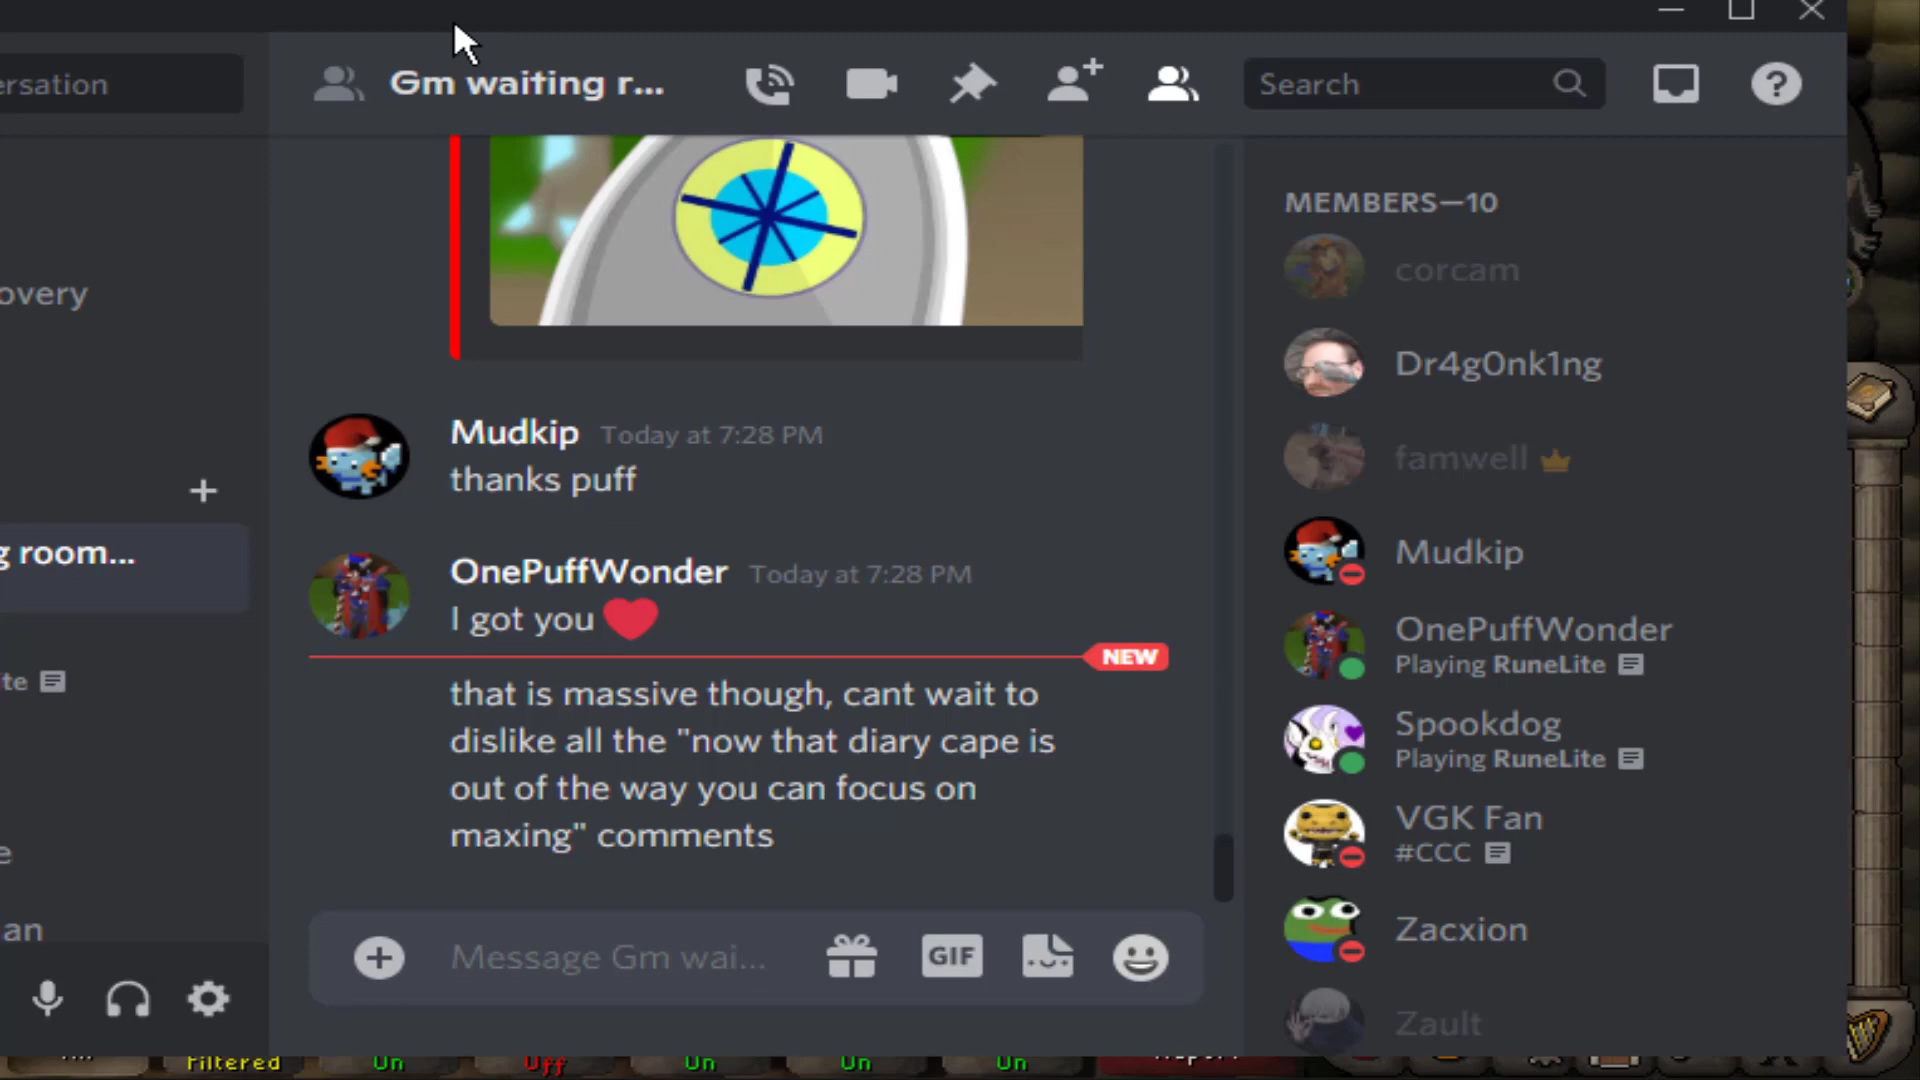 ersation
Gm waiting r...
Search
overy
g room...
te
e
an
Mudkip Today at 7:28 PM
thanks puff
OnePuffWonder Today at 7:28 PM
I got you
NEW
that is massive though, cant wait to
dislike all the "now that diary cape is
out of the way you can focus on
maxing" comments
Message Gm wai...
GIF
MEMBERS—10
corcam
Dr4g0nk1ng
famwell
Mudkip
OnePuffWonder
Playing RuneLite
Spookdog
Playing RuneLite
VGK Fan
#CCC
Zacxion
Zault
Filtered On Off On On On